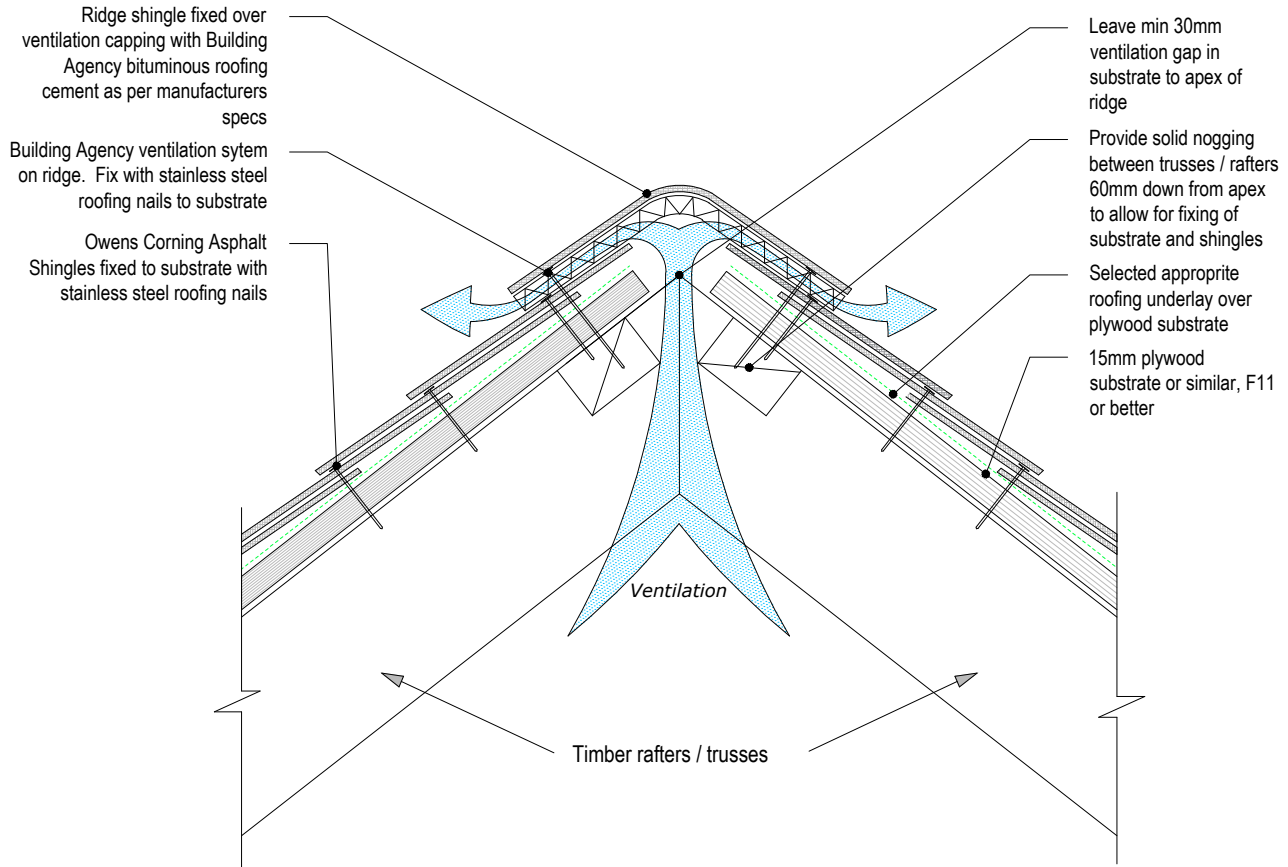 Ridge shingle fixed over
ventilation capping with Building
Agency bituminous roofing
cement as per manufacturers
specs
Building Agency ventilation sytem
on ridge. Fix with stainless steel
roofing nails to substrate
Owens Corning Asphalt
Shingles fixed to substrate with
stainless steel roofing nails
Leave min 30mm
ventilation gap in
substrate to apex of
ridge
Provide solid nogging
between trusses / rafters
60mm down from apex
to allow for fixing of
substrate and shingles
Selected approprite
roofing underlay over
plywood substrate
15mm plywood
substrate or similar, F11
or better
Ventilation
Timber rafters / trusses